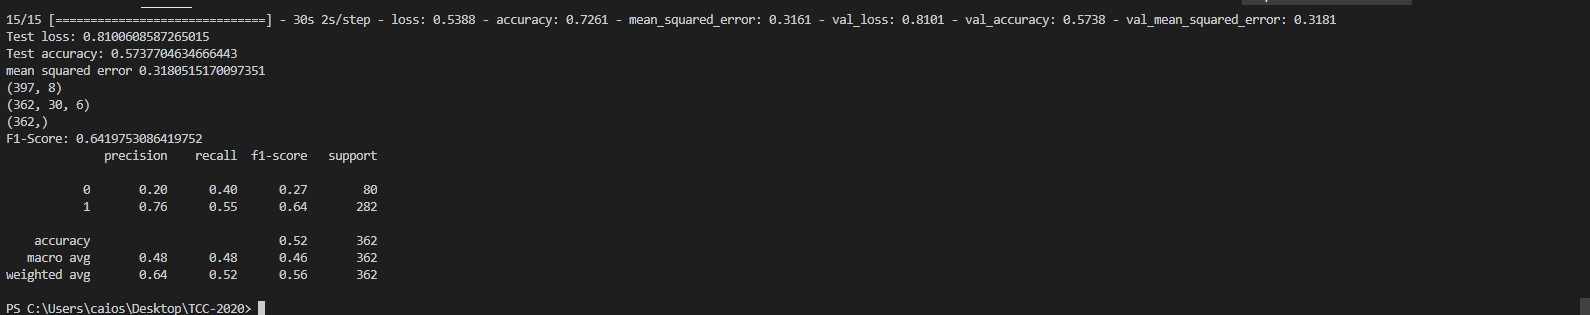 15/15 [==============================] - 30s 2s/step - loss: 0.5388 - accuracy: 0.7261 - mean_squared_error: 0.3161 - val_loss: 0.8101 - val_accuracy: 0.5738 - val_mean_squared_error: 0.3181
Test loss: 0.8100608587265015
Test accuracy: 0.5737704634666443
mean squared error 0.3180515170097351
(397, 8)
(362, 30, 6)
(362,)
F1-Score: 0.6419753086419752
precision recall f1-score support
0 0.20 0.40 0.27 80
1 0.76 0.55 0.64 282
accuracy 0.52 362
macro avg 0.48 0.48 0.46 362
weighted avg 0.64 0.52 0.56 362
PS C:\Users\caios\Desktop\TCC-2020>